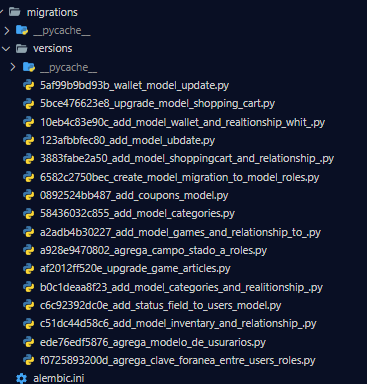 migrations
__pycache__
versions
__pycache__
5af99b9bd93b_wallet_model_update.py
5bce476623e8_upgrade_model_shopping_cart.py
10eb4c83e90c_add_model_wallet_and_realtionship_whit_.py
123afbbfec80_add_model_ubdate.py
3883fabe2a50_add_model_shoppingcart_and_relationship_.py
6582c2750bec_create_model_migration_to_model_roles.py
0892524bb487_add_coupons_model.py
58436032c855_add_model_categories.py
a2adb4b30227_add_model_games_and_relationship_to_.py
a928e9470802_agrega_campo_stado_a_roles.py
af2012ff520e_upgrade_game_articles.py
b0c1deaa8f23_add_model_categories_and_realitionship_.py
c6c92392dc0e_add_status_field_to_users_model.py
c51dc44d58c6_add_model_inventory_and_relationship_.py
ede76edf5876_agrega_modelo_de_usurarios.py
f0725893200d_agrega_clave_foranea_entre_users_roles.py
alembic.ini